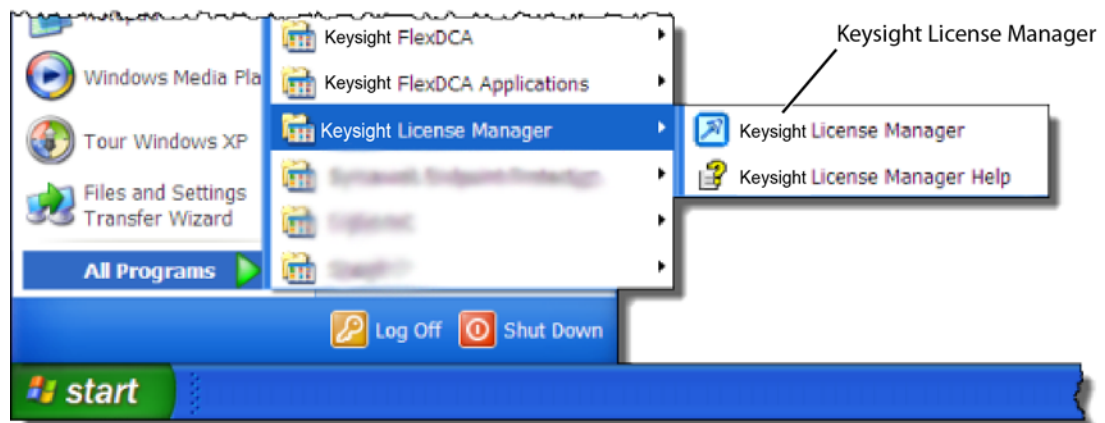 Keysight License Manager
Keysight FlexDCA
Windows Media Pla
Keysight FlexDCA Applications
Tour Windows XP
Keysight License Manager
Keysight License Manager
Files and Settings
Transfer Wizard
Keysight License Manager Help
All Programs
Log Off
Shut Down
start